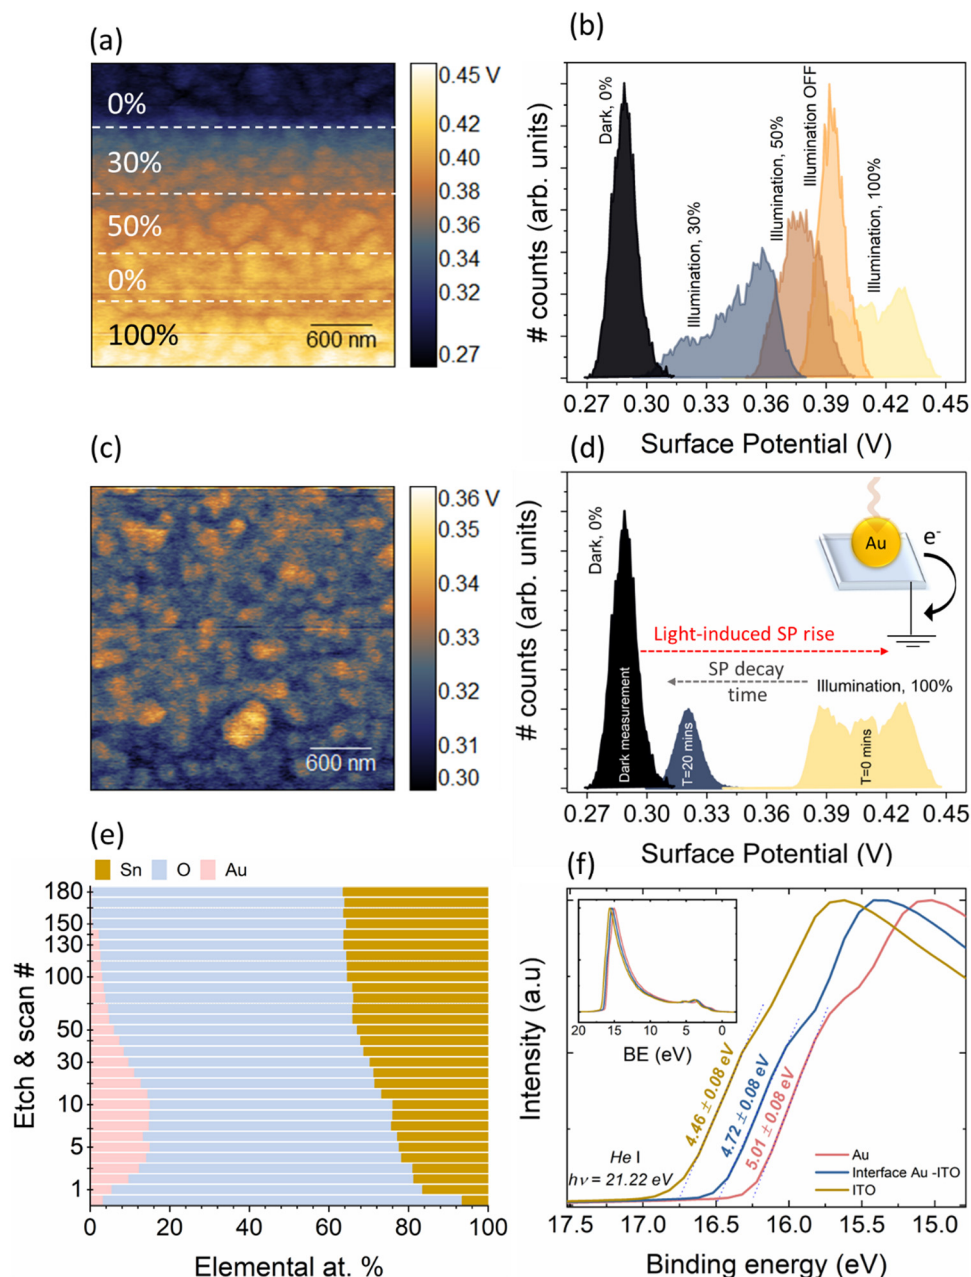 (a)
0%
30%
50%
0%
100%
600 nm
0.45 V
0.42
0.40
0.38
0.36
0.34
0.32
0.30
0.27
(b)
# counts (arb. units)
Dark, 0%
Illumination, 30%
Illumination, 50%
Illumination OFF
Illumination, 100%
0.27 0.30 0.33 0.36 0.39 0.42 0.45
Surface Potential (V)
(c)
600 nm
0.36 V
0.35
0.34
0.33
0.32
0.31
0.30
(d)
# counts (arb. units)
Dark, 0%
Au
e-
Light-induced SP rise
SP decay
time
Illumination, 100%
Dark measurement
T=20 mins
T=0 mins
0.27 0.30 0.33 0.36 0.39 0.42 0.45
Surface Potential (V)
(e)
Sn O Au
Etch & scan #
180
150
130
100
50
30
10
5
1
0 20 40 60 80 100
Elemental at. %
(f)
Intensity (a.u)
20 15 10 5 0
BE (eV)
4.46 ± 0.08 eV
4.72 ± 0.08 eV
5.01 ± 0.08 eV
He I
hν = 21.22 eV
Au
Interface Au -ITO
ITO
17.5 17.0 16.5 16.0 15.5 15.0
Binding energy (eV)